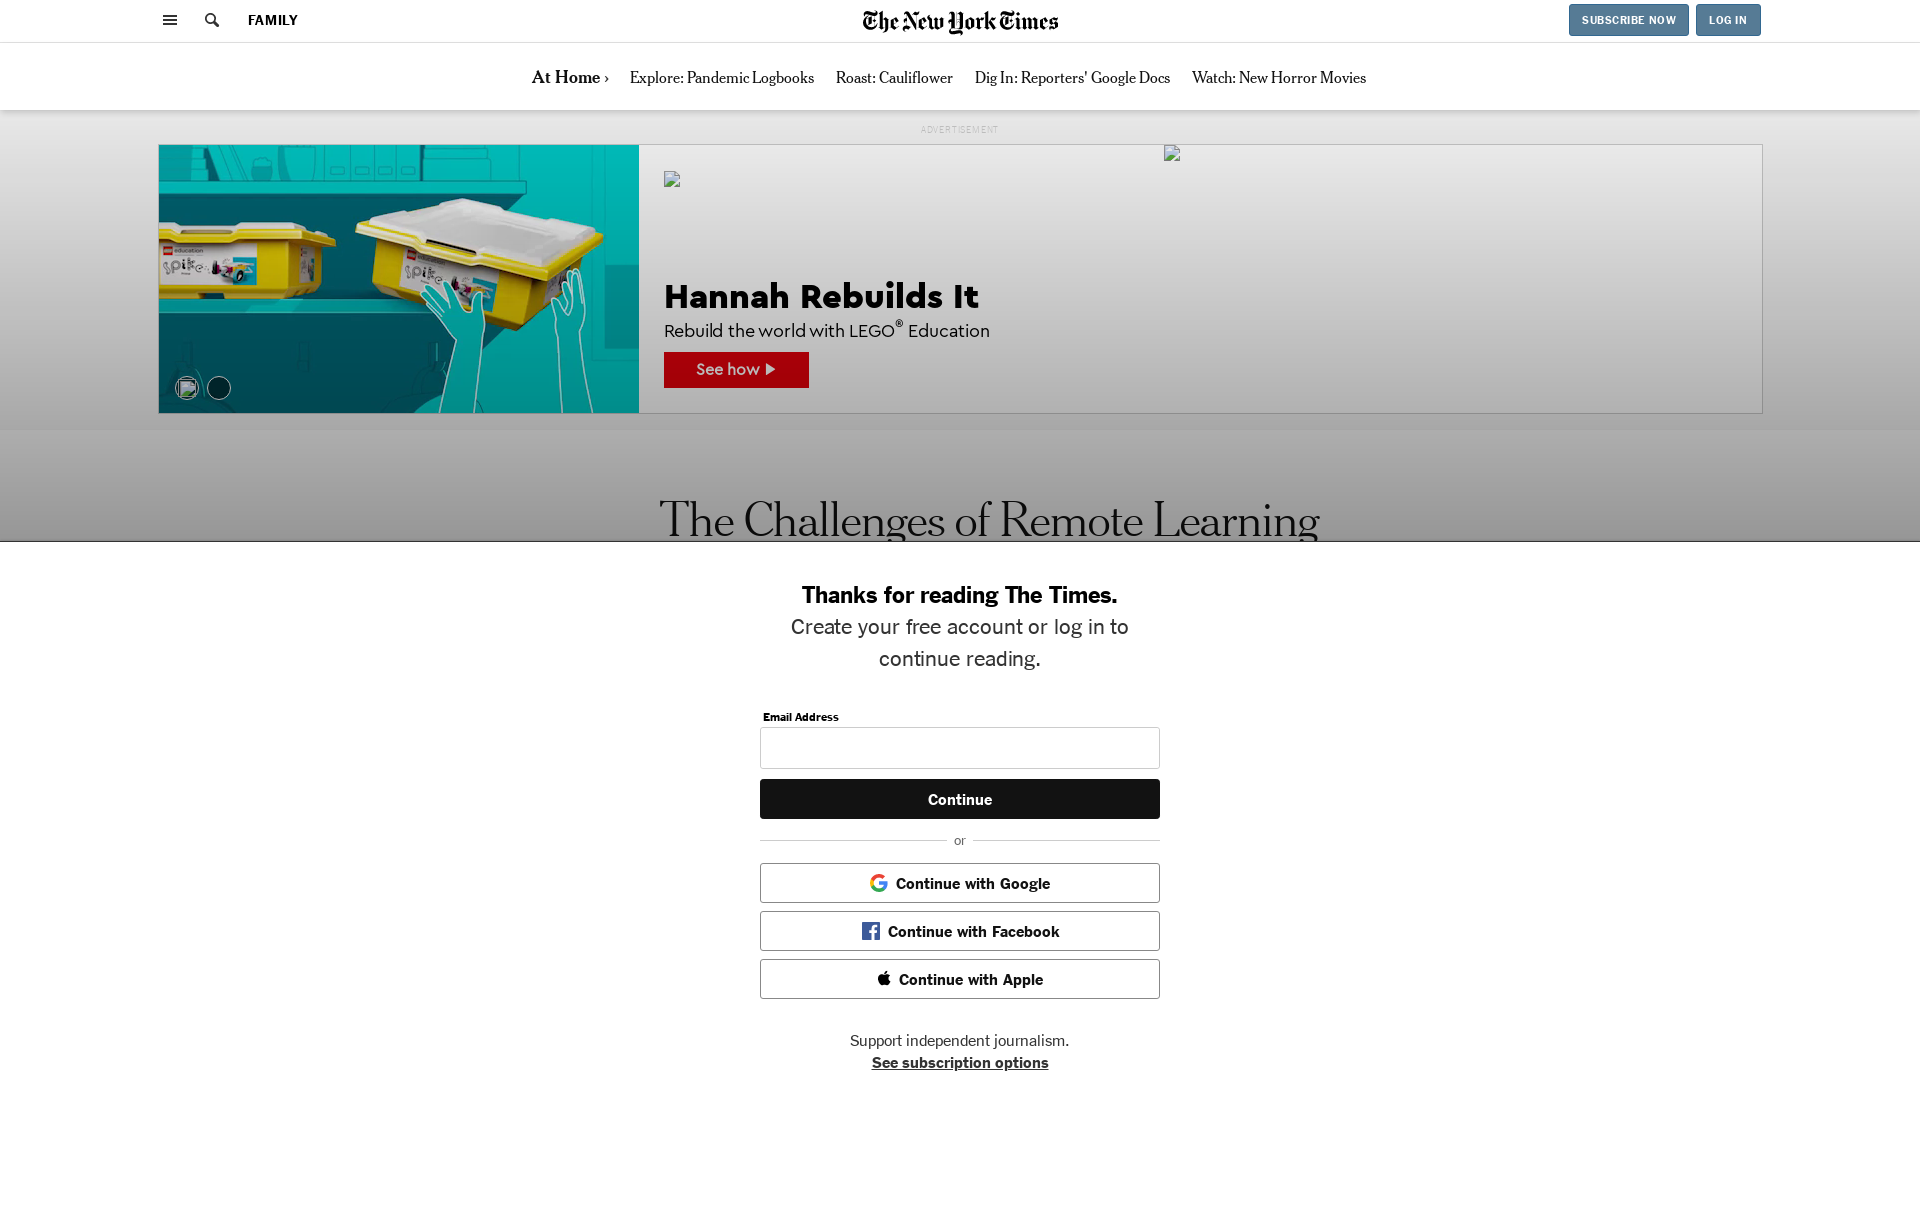 FAMILY
The New York Times
SUBSCRIBE NOW
LOG IN
At Home ›
Explore: Pandemic Logbooks
Roast: Cauliflower
Dig In: Reporters' Google Docs
Watch: New Horror Movies
ADVERTISEMENT
education
spike
spike
Hannah Rebuilds It
Rebuild the world with LEGO® Education
See how
The Challenges of Remote Learning
Thanks for reading The Times.
Create your free account or log in to
continue reading.
Email Address
Continue
or
Continue with Google
Continue with Facebook
Continue with Apple
Support independent journalism.
See subscription options